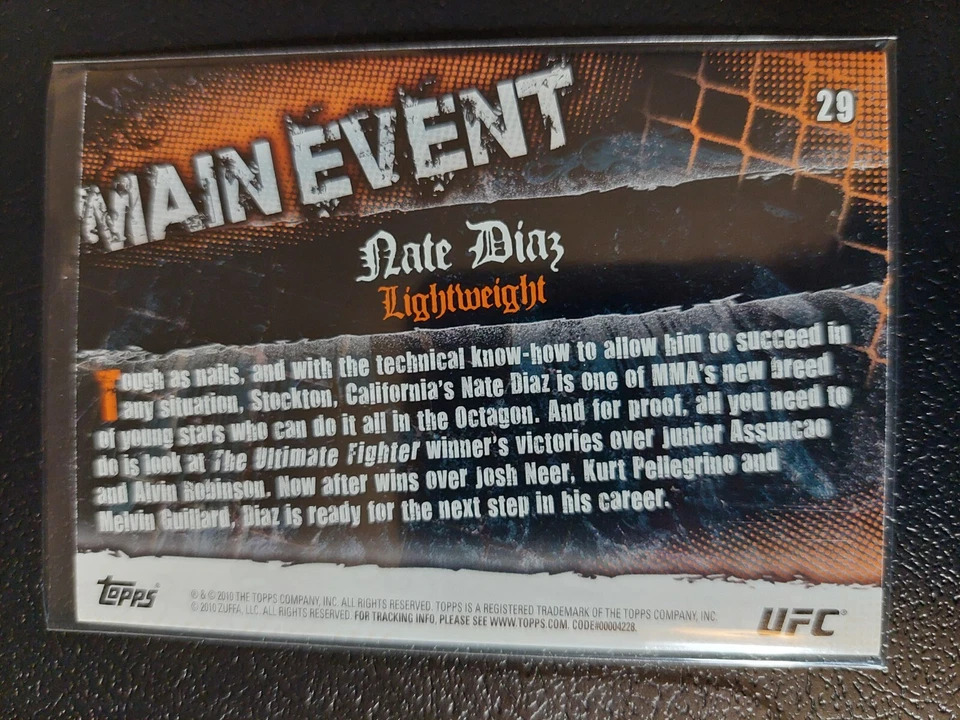 MAIN EVENT
29
Nate Diaz
Lightweight
Tough as nails, and with the technical know-how to allow him to succeed in
any situation, Stockton, California's Nate Diaz is one of MMA's new breed
of young stars who can do it all in the Octagon. And for proof, all you need to
do is look at The Ultimate Fighter winner's victories over Junior Assuncao
and Alvin Robinson. Now after wins over Josh Neer, Kurt Pellegrino and
Melvin Guillard, Diaz is ready for the next step in his career.
TOPPS®
® & © 2010 THE TOPPS COMPANY, INC. ALL RIGHTS RESERVED. TOPPS IS A REGISTERED TRADEMARK OF THE TOPPS COMPANY, INC.
© 2010 ZUFFA, LLC. ALL RIGHTS RESERVED. FOR TRACKING INFO, PLEASE SEE WWW.TOPPS.COM. CODE#00004228.
UFC®